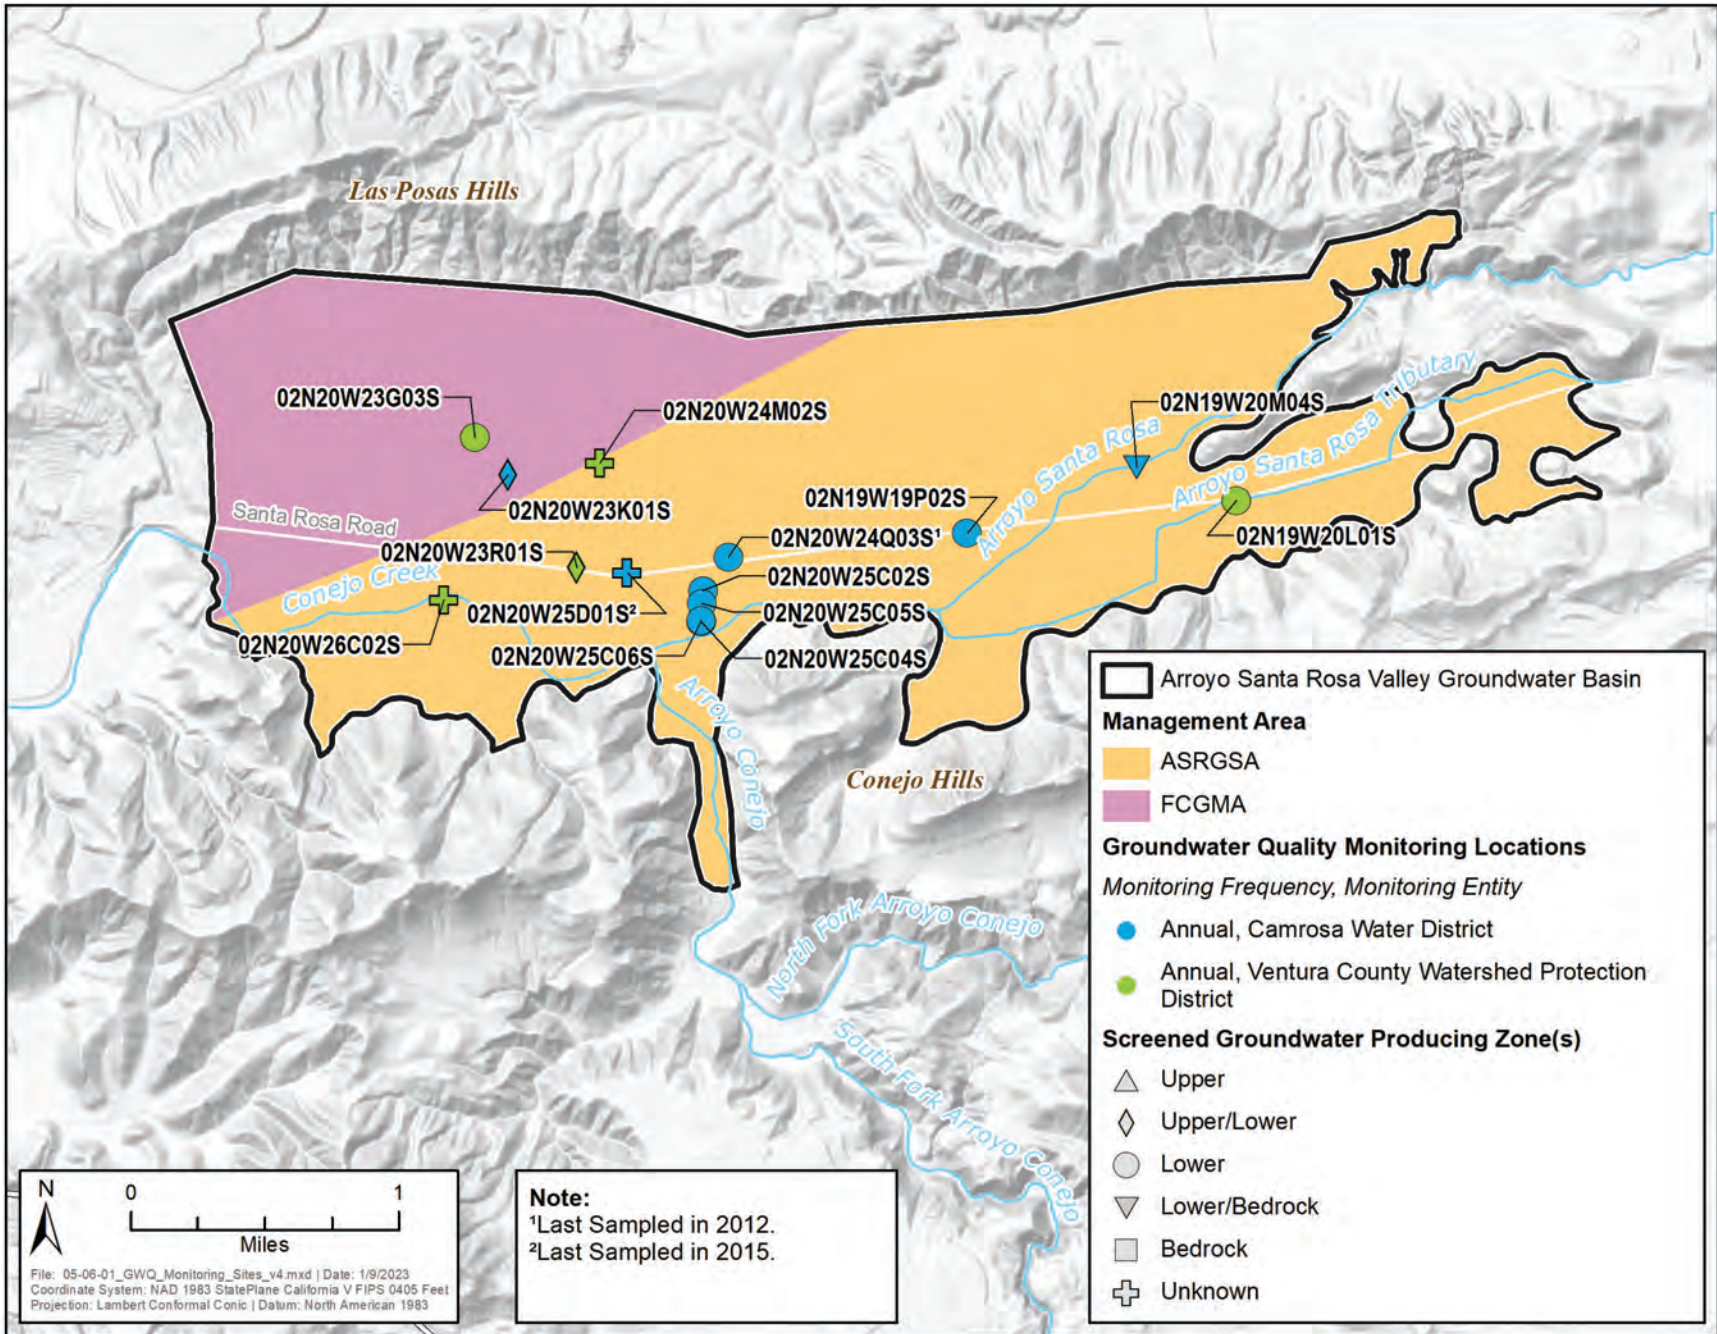 Las Posas Hills
02N20W23G03S
02N20W24M02S
02N19W20M04S
Arroyo Santa Rosa Tributary
Arroyo Santa Rosa
02N20W23K01S
02N19W19P02S
Santa Rosa Road
02N20W24Q03S¹
02N19W20L01S
02N20W23R01S
Conejo Creek
02N20W25C02S
02N20W25D01S²
02N20W25C05S
02N20W26C02S
02N20W25C06S
02N20W25C04S
Arroyo Conejo
Conejo Hills
North Fork Arroyo Conejo
South Fork Arroyo Conejo
Arroyo Santa Rosa Valley Groundwater Basin
Management Area
ASRGSA
FCGMA
Groundwater Quality Monitoring Locations
Monitoring Frequency, Monitoring Entity
Annual, Camrosa Water District
Annual, Ventura County Watershed Protection
District
Screened Groundwater Producing Zone(s)
Upper
Upper/Lower
Lower
Lower/Bedrock
Bedrock
Unknown
N
0 1
Miles
File: 05-06-01_GWQ_Monitoring_Sites_v4.mxd | Date: 1/9/2023
Coordinate System: NAD 1983 StatePlane California V FIPS 0405 Feet
Projection: Lambert Conformal Conic | Datum: North American 1983
Note:
¹Last Sampled in 2012.
²Last Sampled in 2015.